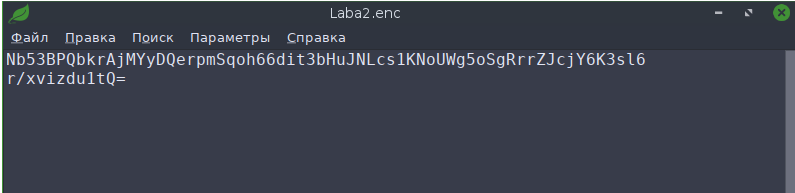 Laba2.enc
Файл Правка Поиск Параметры Справка
Nb53BPQbkrAjMYyDQerpmSqoh66dit3bHuJNLcs1KNoUWg5oSgRrrZJcjY6K3sl6
r/xvizdu1tQ=